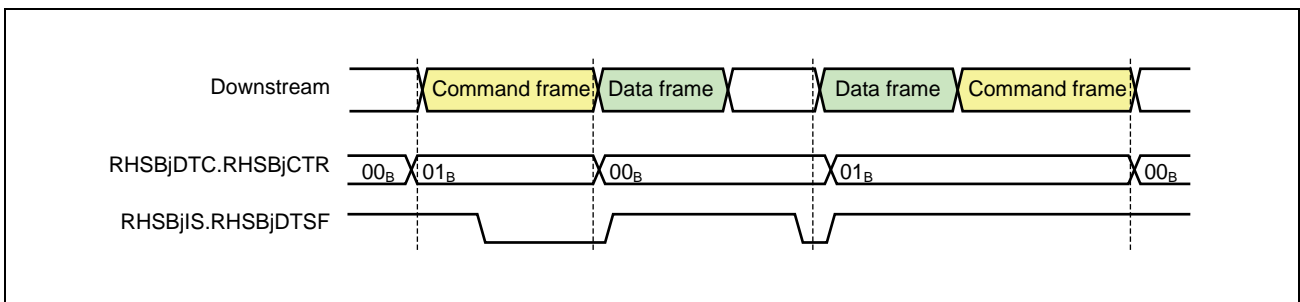 Downstream Command frame Data frame Data frame Command frame
RHSBjDTC.RHSBjCTR 00B 01B 00B 01B 00B
RHSBjIS.RHSBjDTSF